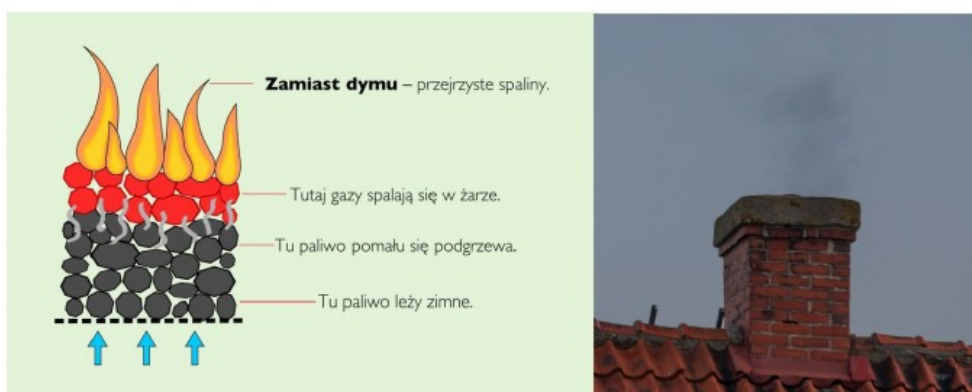 Zamiast dymu – przejrzyste spaliny.
Tutaj gazy spalają się w żarze.
Tu paliwo pomału się podgrzewa.
Tu paliwo leży zimne.